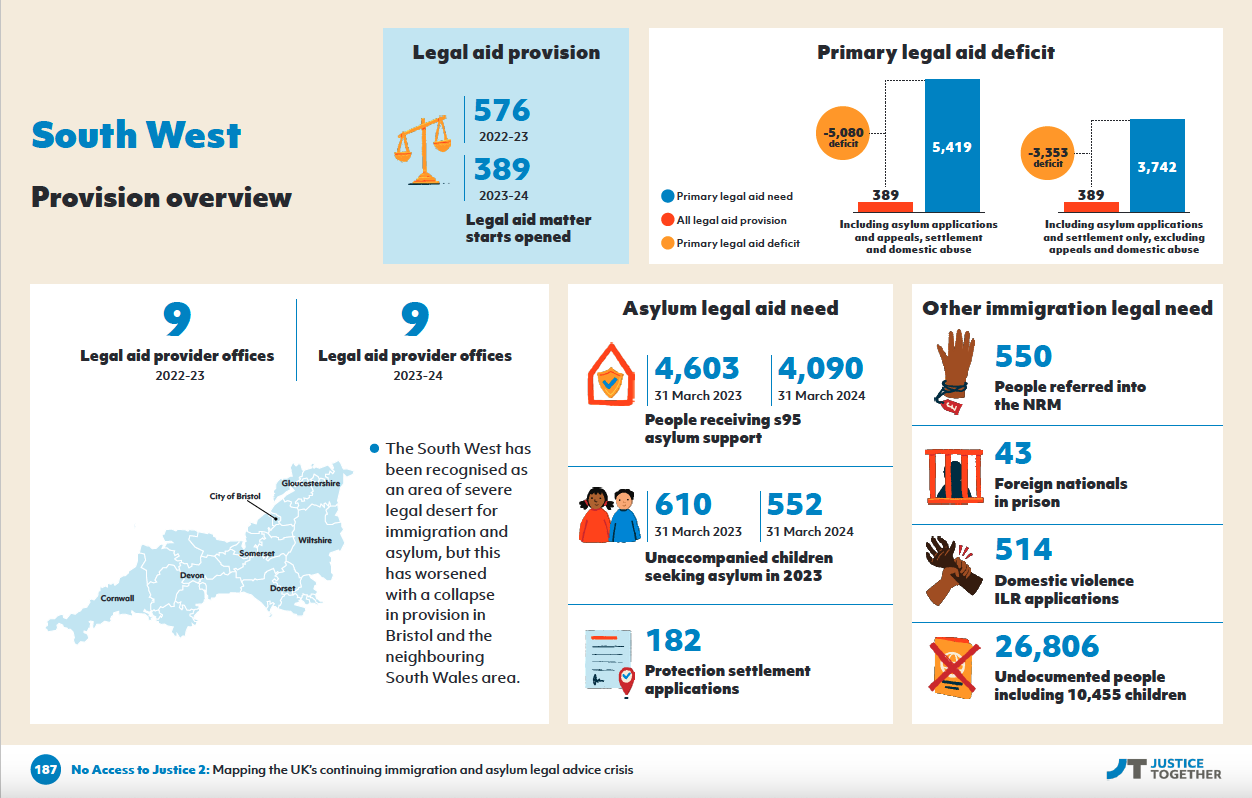 South West
Provision overview
Legal aid provision
576
2022-23
389
2023-24
Legal aid matter
starts opened
Primary legal aid deficit
Primary legal aid need
All legal aid provision
Primary legal aid deficit
-5,080
deficit
389
5,419
Including asylum applications
and appeals, settlement
and domestic abuse
-3,353
deficit
389
3,742
Including asylum applications
and settlement only, excluding
appeals and domestic abuse
9
Legal aid provider offices
2022-23
9
Legal aid provider offices
2023-24
Gloucestershire
City of Bristol
Wiltshire
Somerset
Devon
Dorset
Cornwall
• The South West has
been recognised as
an area of severe
legal desert for
immigration and
asylum, but this
has worsened
with a collapse
in provision in
Bristol and the
neighbouring
South Wales area.
Asylum legal aid need
4,603
31 March 2023
4,090
31 March 2024
People receiving s95
asylum support
610
31 March 2023
552
31 March 2024
Unaccompanied children
seeking asylum in 2023
182
Protection settlement
applications
Other immigration legal need
550
People referred into
the NRM
43
Foreign nationals
in prison
514
Domestic violence
ILR applications
26,806
Undocumented people
including 10,455 children
187 No Access to Justice 2: Mapping the UK's continuing immigration and asylum legal advice crisis
JT JUSTICE
TOGETHER